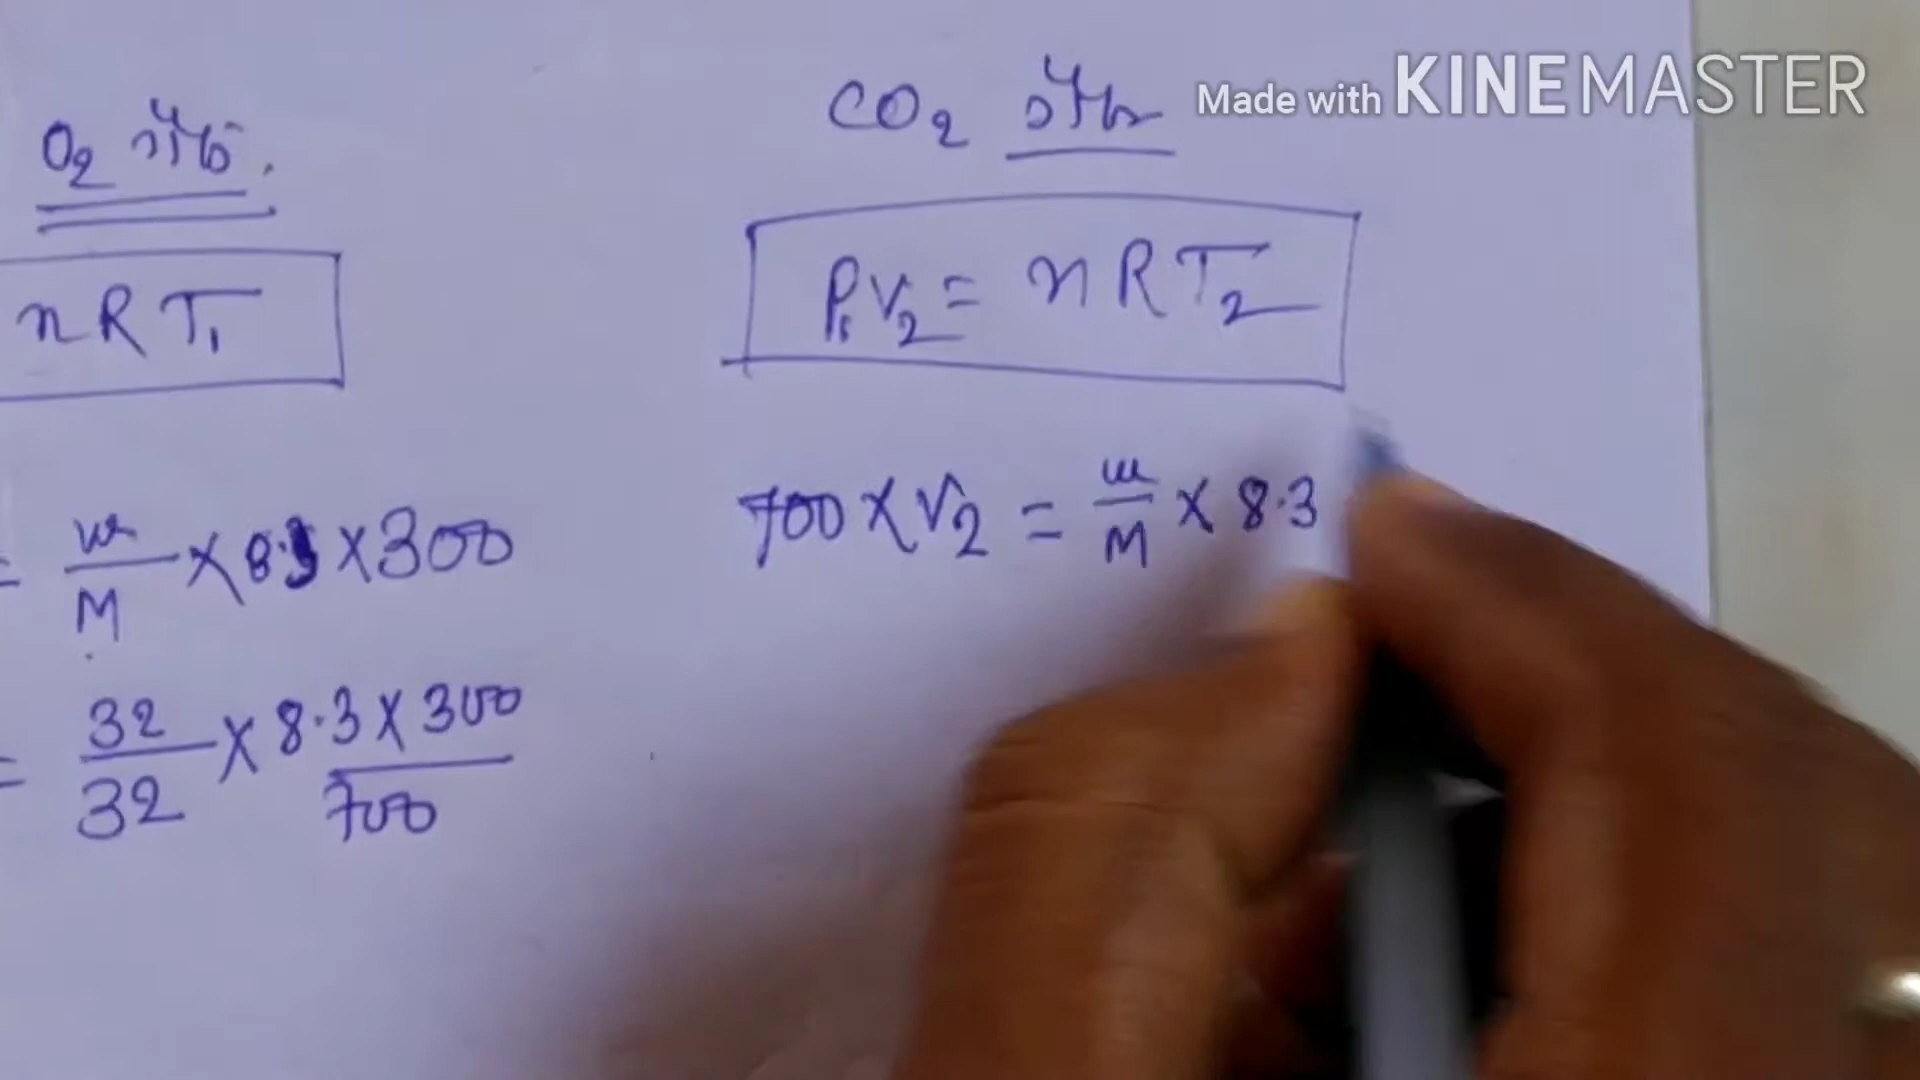 Made with KINEMASTER
O2
CO2
nRT1
P1V2 = nRT2
= w/M × 8.3 × 300
700 × V2 = w/M × 8.3
= 32/32 × 8.3 × 300/700